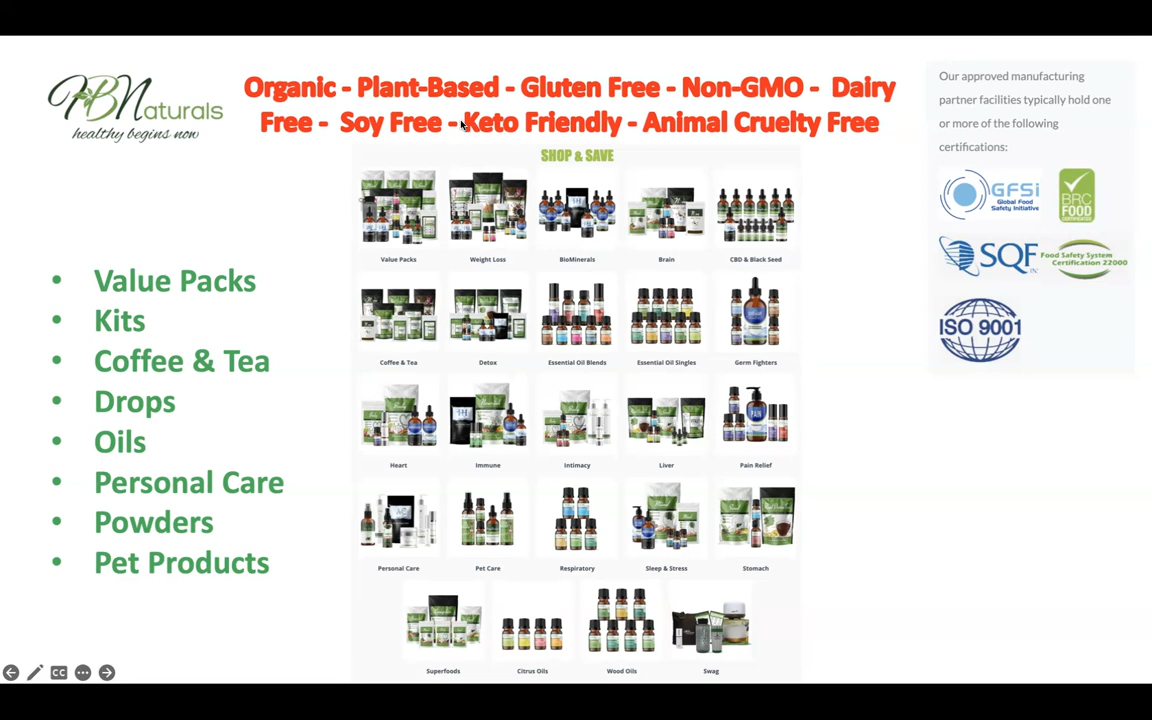 HBNaturals
healthy begins now
Organic - Plant-Based - Gluten Free - Non-GMO - Dairy
Free - Soy Free - Keto Friendly - Animal Cruelty Free
Our approved manufacturing
partner facilities typically hold one
or more of the following
certifications:
GFSi
Global Food
Safety Initiative
BRC
FOOD
CERTIFICATED
SQF
Food Safety System
Certification 22000
ISO 9001
• Value Packs
• Kits
• Coffee & Tea
• Drops
• Oils
• Personal Care
• Powders
• Pet Products
SHOP & SAVE
Value Packs
Weight Loss
BioMinerals
Brain
CBD & Black Seed
Coffee & Tea
Detox
Essential Oil Blends
Essential Oil Singles
Germ Fighters
Heart
Immune
Intimacy
Liver
Pain Relief
Personal Care
Pet Care
Respiratory
Sleep & Stress
Stomach
Superfoods
Citrus Oils
Wood Oils
Swag
CC